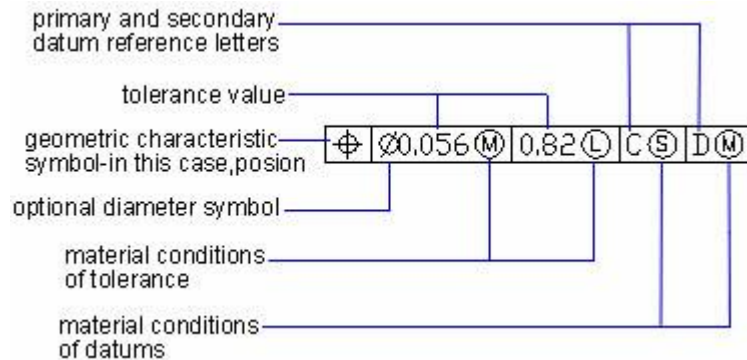 primary and secondary
datum reference letters
tolerance value
geometric characteristic
symbol-in this case,posion
⌖ Ø0.056Ⓜ 0.82Ⓛ CⓈ DⓂ
optional diameter symbol
material conditions
of tolerance
material conditions
of datums